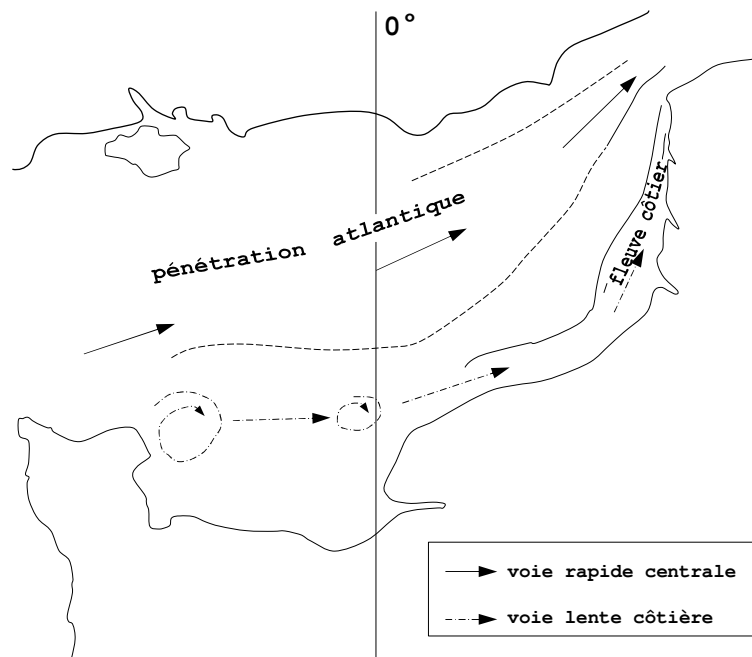 0°
pénétration atlantique
fleuve côtier
voie rapide centrale
voie lente côtière